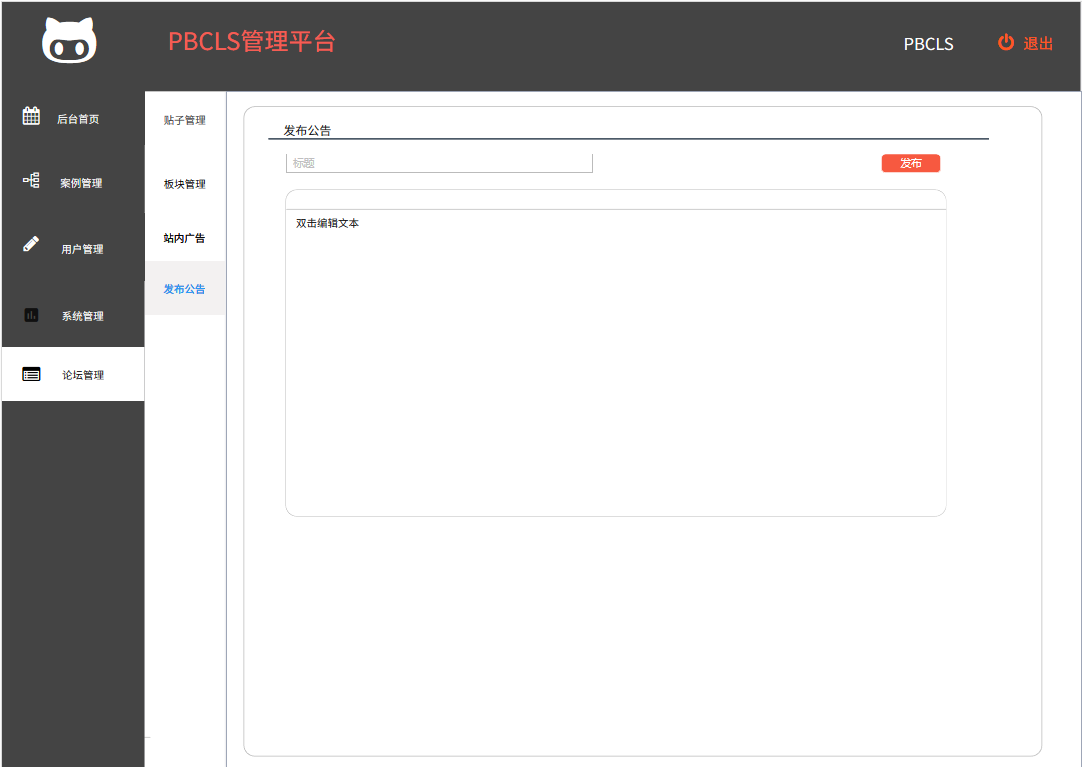 PBCLS管理平台
PBCLS
退出
后台首页
案例管理
用户管理
系统管理
论坛管理
贴子管理
板块管理
站内广告
发布公告
发布公告
标题
发布
双击编辑文本